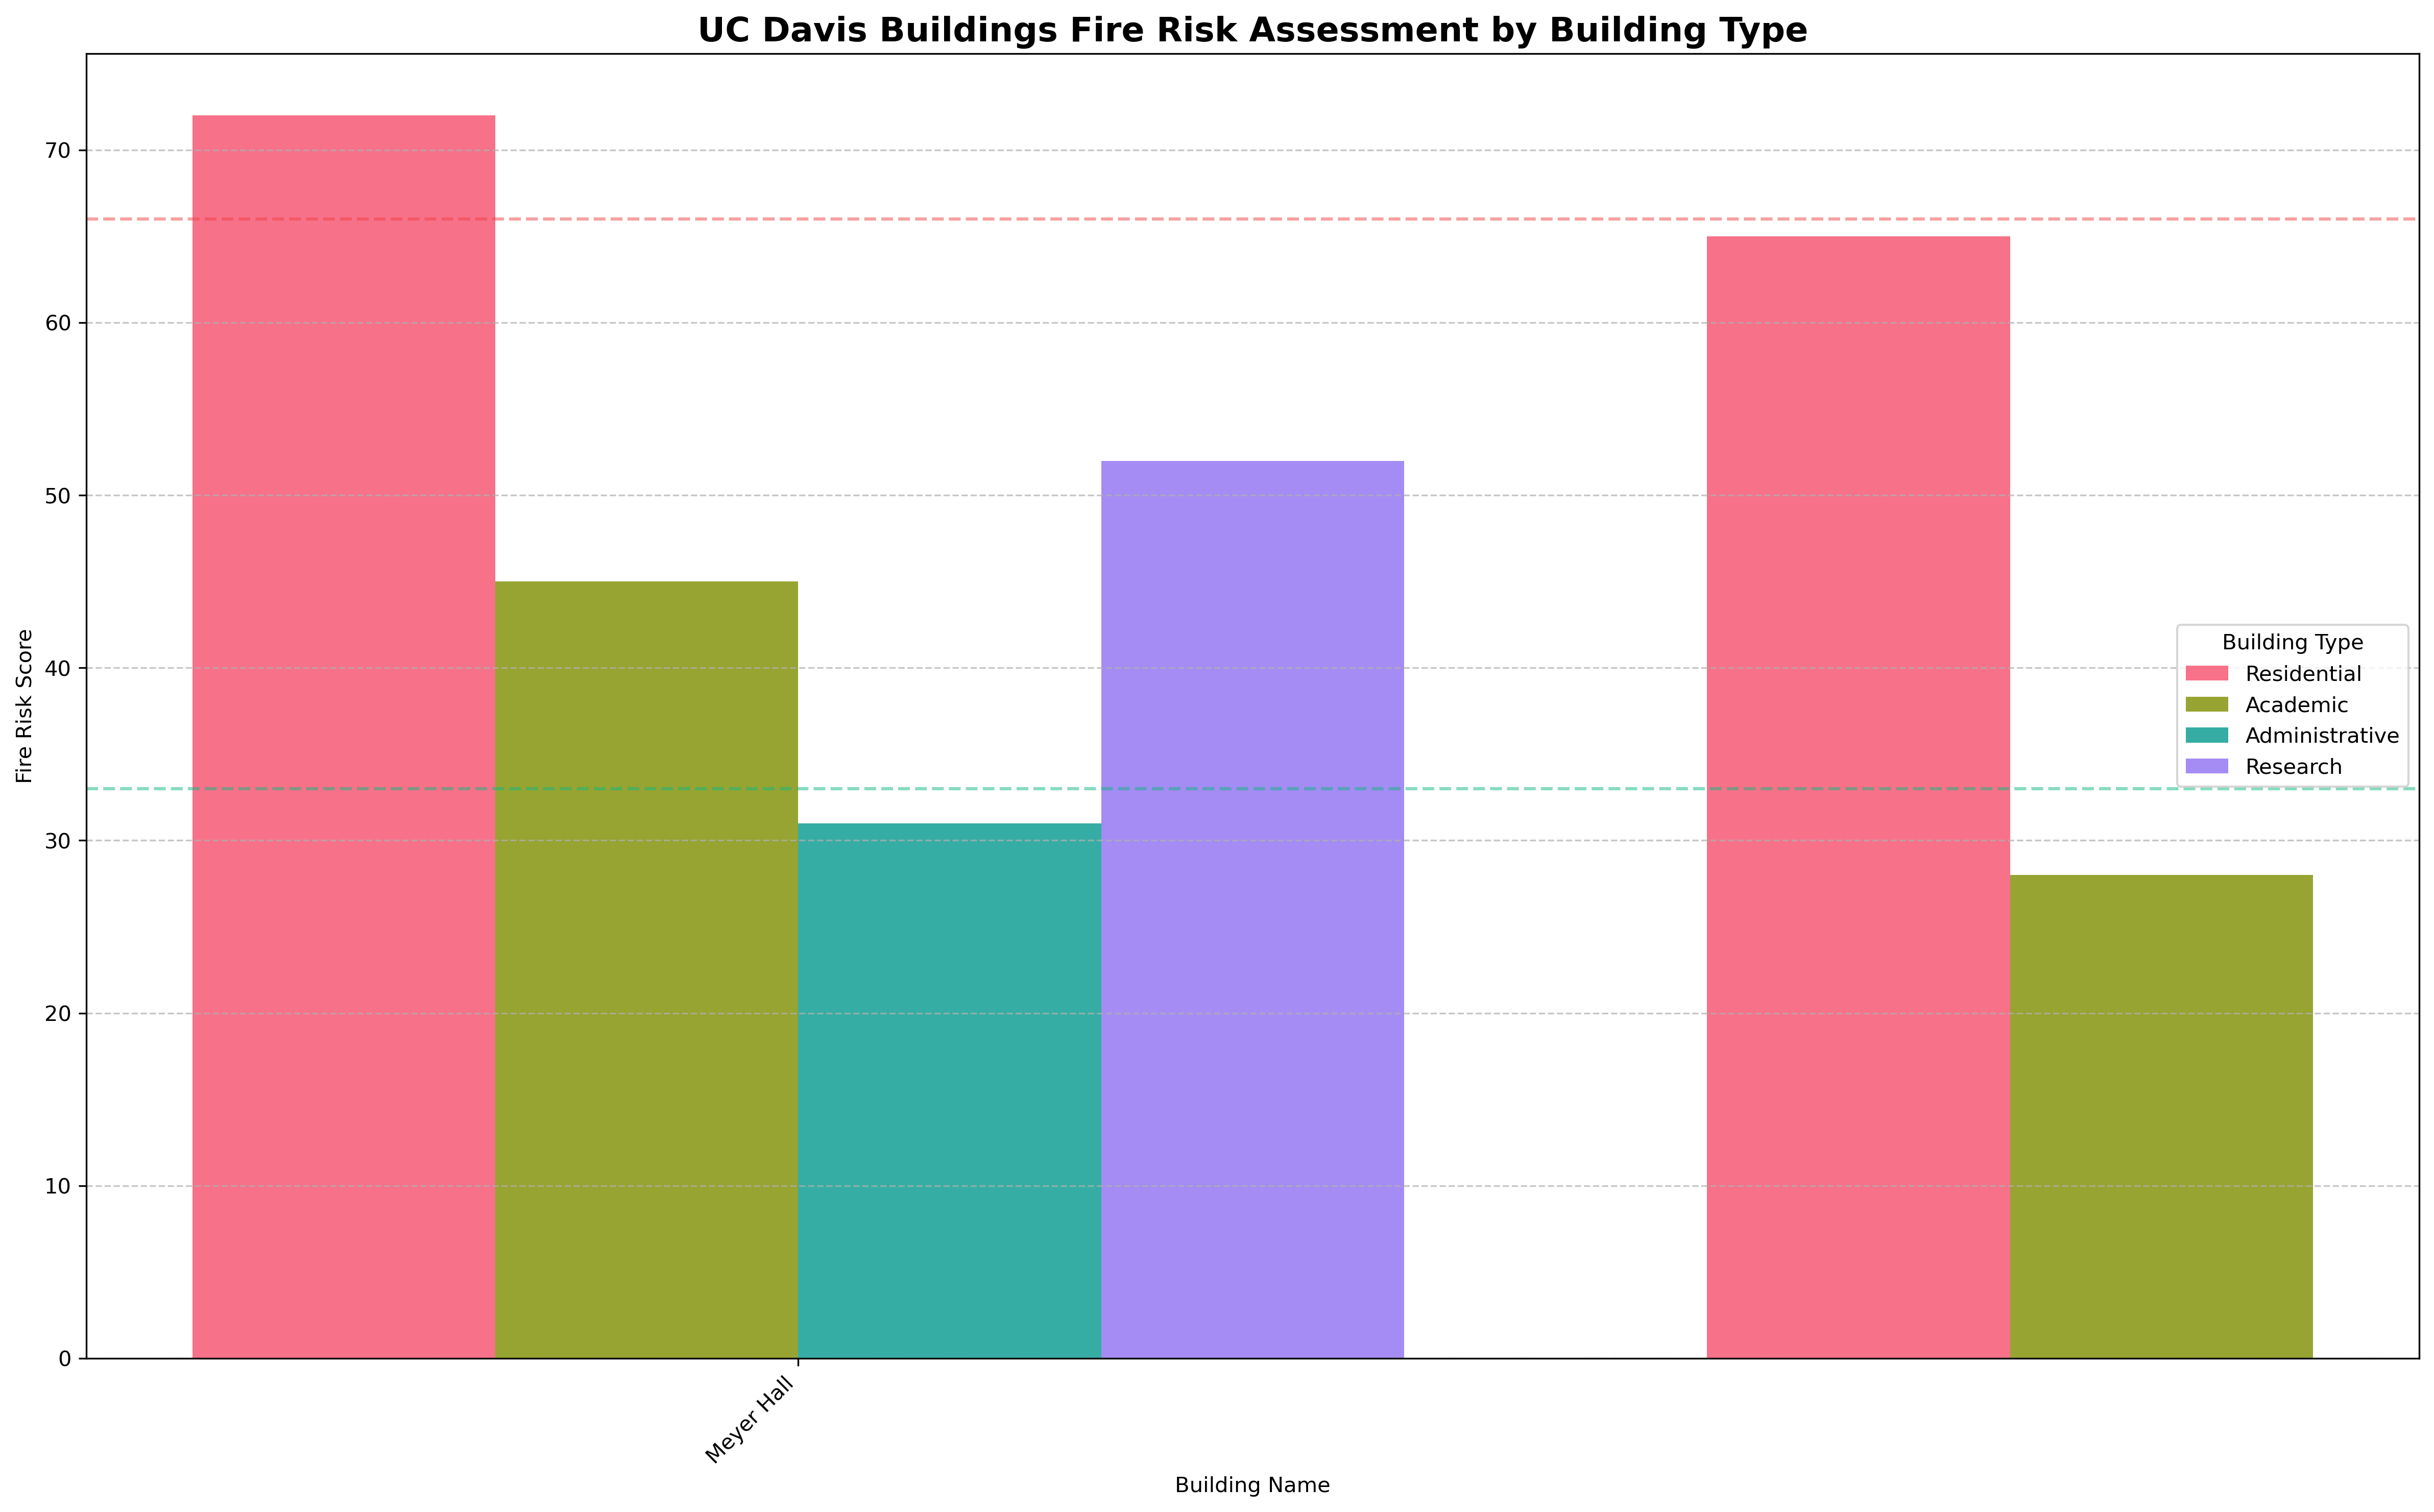 UC Davis Buildings Fire Risk Assessment by Building Type
Fire Risk Score
70
60
50
40
30
20
10
0
Building Type
Residential
Academic
Administrative
Research
Meyer Hall
Building Name